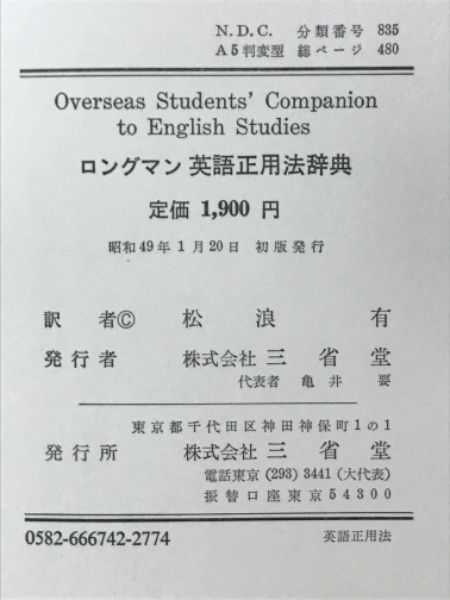 N.D.C. 分類番号 835
A5判変型 総ページ 480
Overseas Students' Companion
to English Studies
ロングマン 英語正用法辞典
定価 1,900 円
昭和49年1月20日 初版発行
訳 者© 松 浪 有
発行者 株式会社 三 省 堂
代表者 亀 井 要
東京都千代田区神田神保町1の1
発行所 株式会社 三 省 堂
電話東京 (293) 3441 (大代表)
振替口座東京 54300
0582-666742-2774 英語正用法